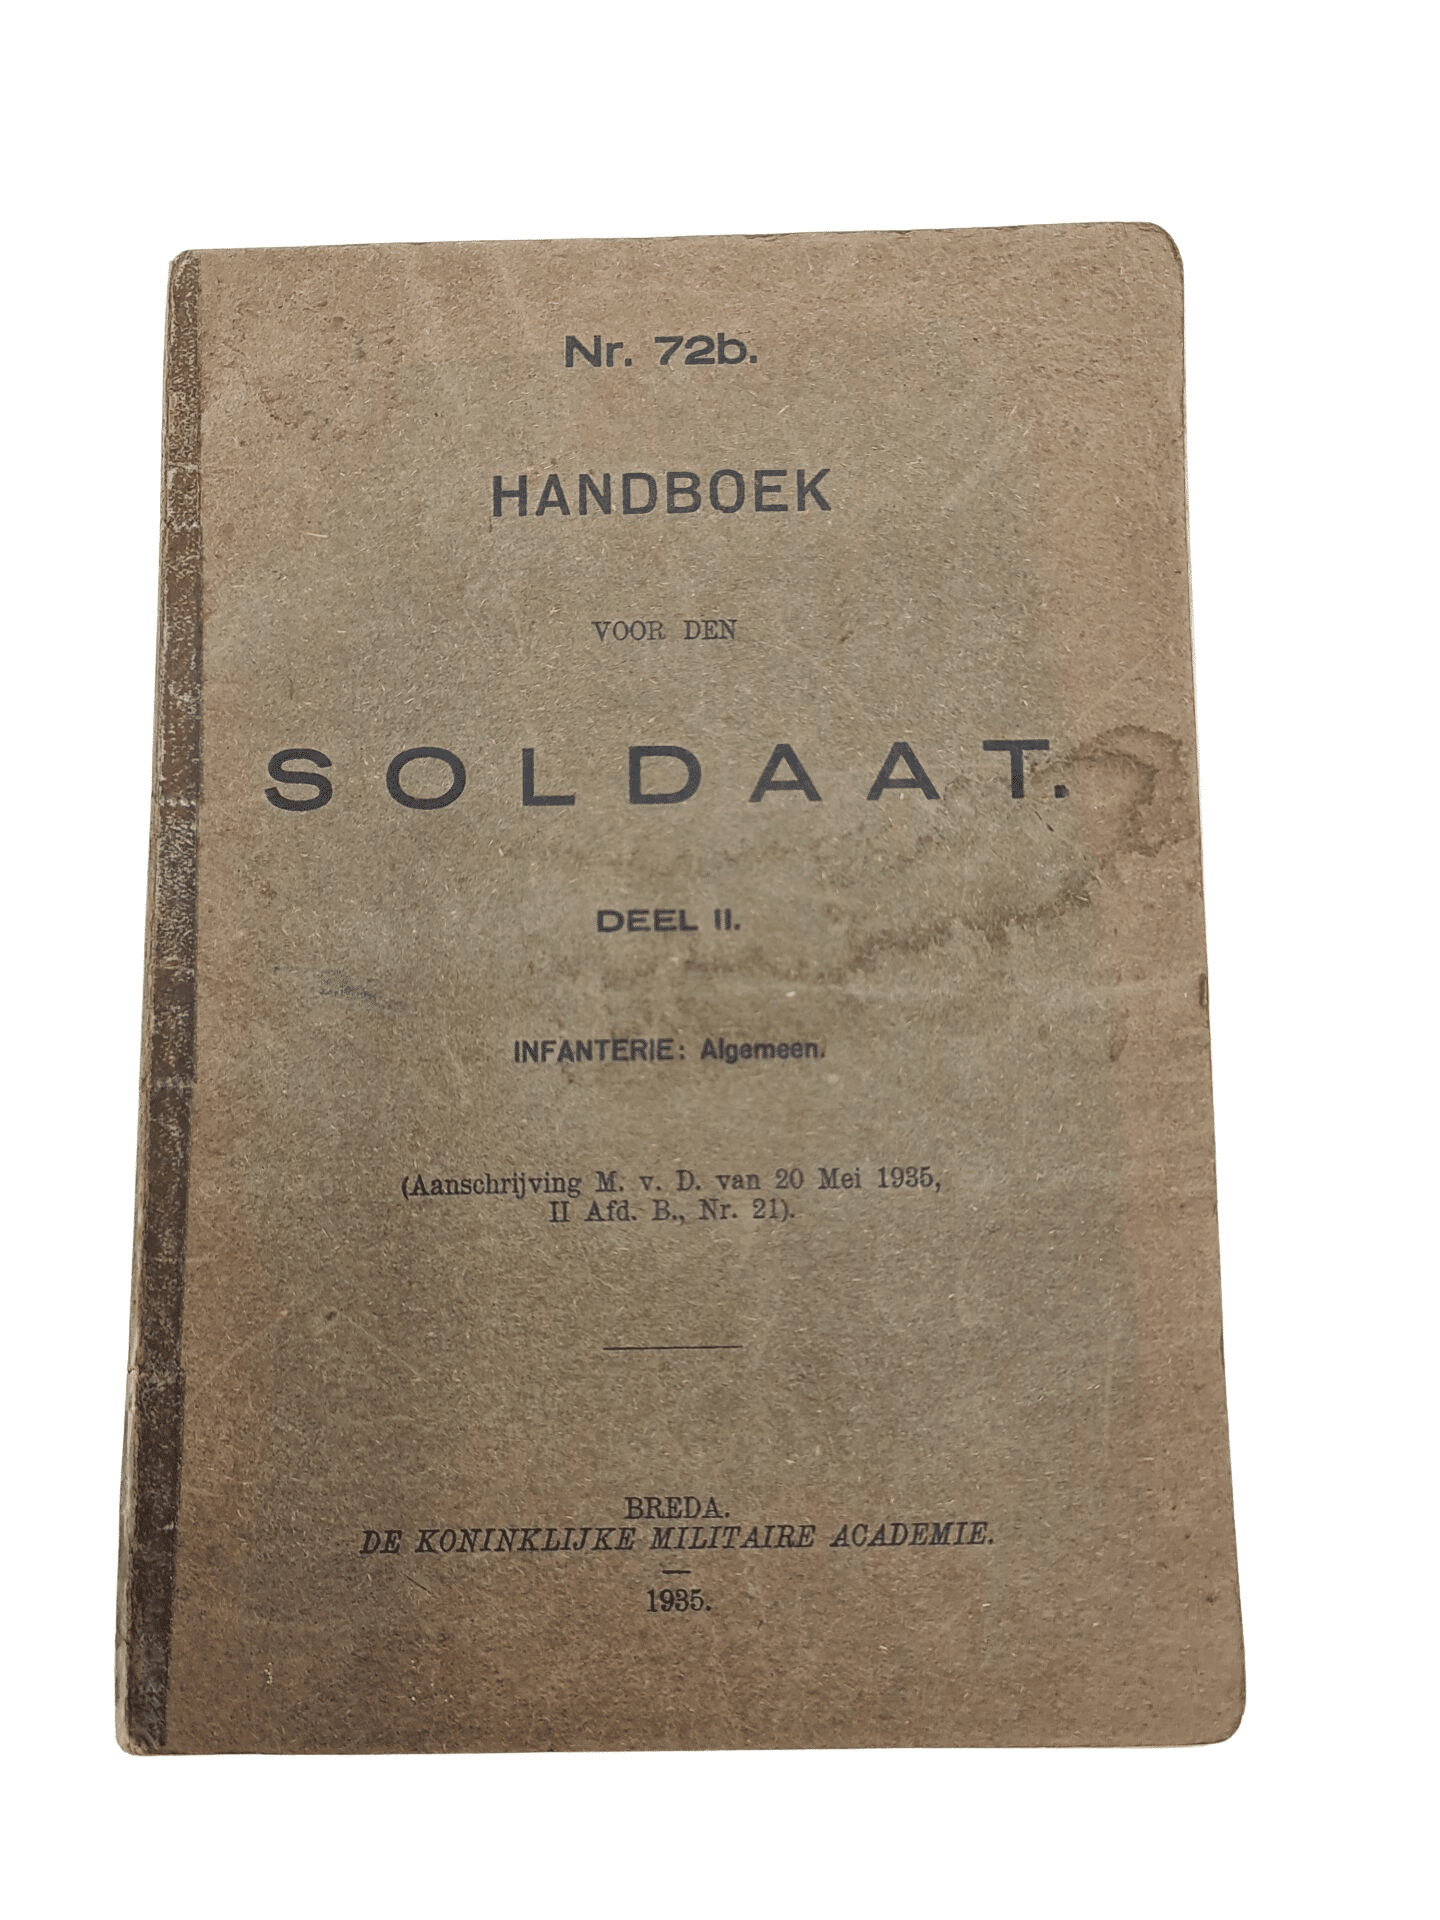 Nr. 72b.
HANDBOEK
VOOR DEN
SOLDAAT.
DEEL II.
INFANTERIE: Algemeen.
(Aanschrijving M. v. D. van 20 Mei 1935,
II Afd. B., Nr. 21).
BREDA.
DE KONINKLIJKE MILITAIRE ACADEMIE.
1935.